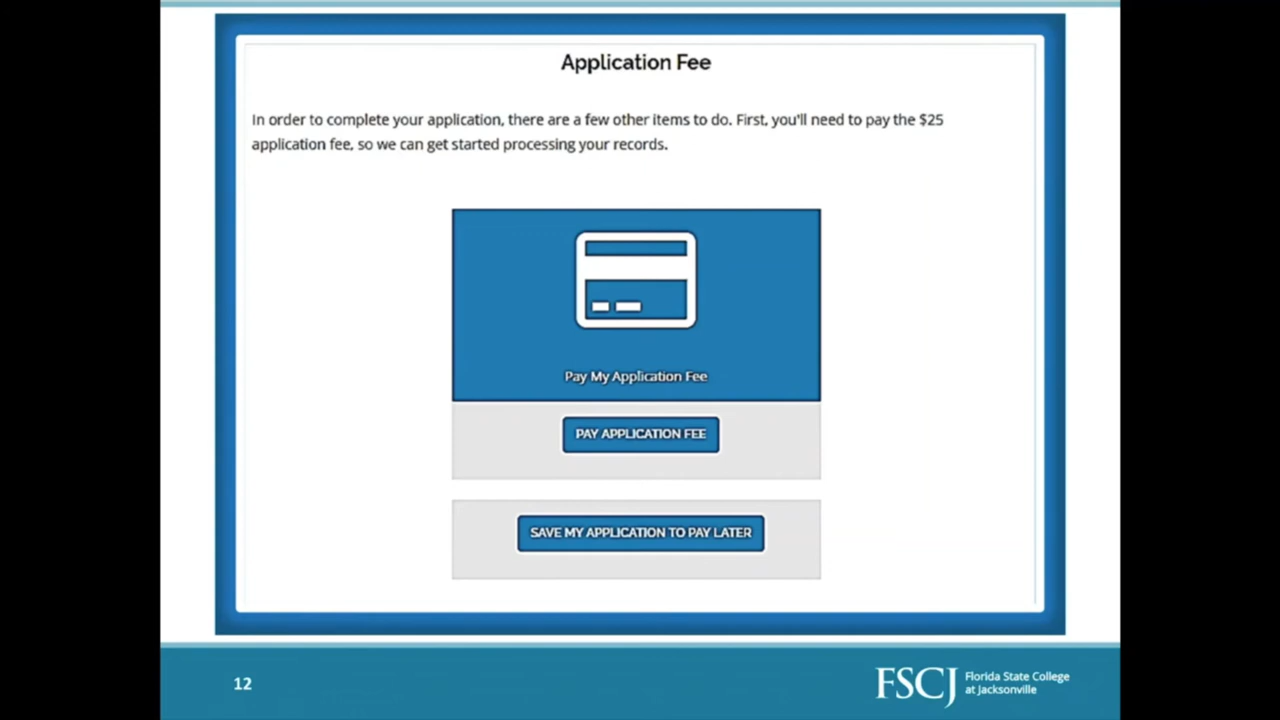 Application Fee
In order to complete your application, there are a few other items to do. First, you'll need to pay the $25
application fee, so we can get started processing your records.
Pay My Application Fee
PAY APPLICATION FEE
SAVE MY APPLICATION TO PAY LATER
12
FSCJ
Florida State College
at Jacksonville